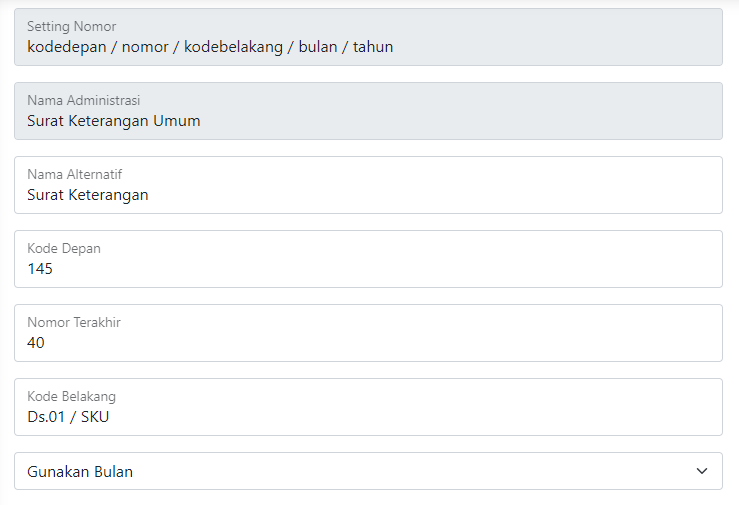 Setting Nomor
kodedepan / nomor / kodebelakang / bulan / tahun
Nama Administrasi
Surat Keterangan Umum
Nama Alternatif
Surat Keterangan
Kode Depan
145
Nomor Terakhir
40
Kode Belakang
Ds.01 / SKU
Gunakan Bulan